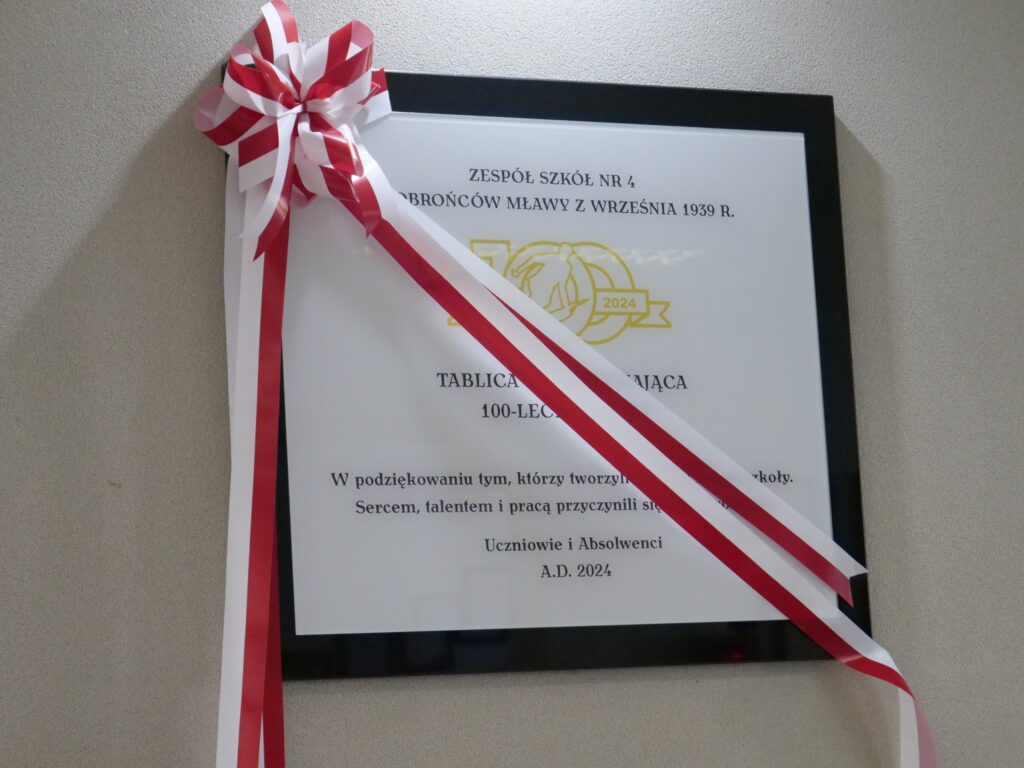 ZESPÓŁ SZKÓŁ NR 4
OBROŃCÓW MŁAWY Z WRZEŚNIA 1939 R.
100
2024
TABLICA
100-LEC
W podziękowaniu tym, którzy
Sercem, talentem i pracą przyczynili
Uczniowie i Absolwenci
A.D. 2024